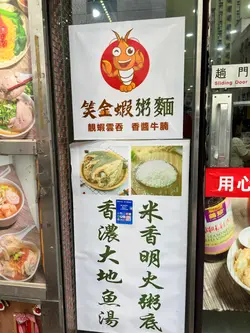 笑金蝦粥麵
靚蝦雲吞 香醬牛腩
香濃大地魚湯
米香明火粥底
趟門
Sliding Door
用心